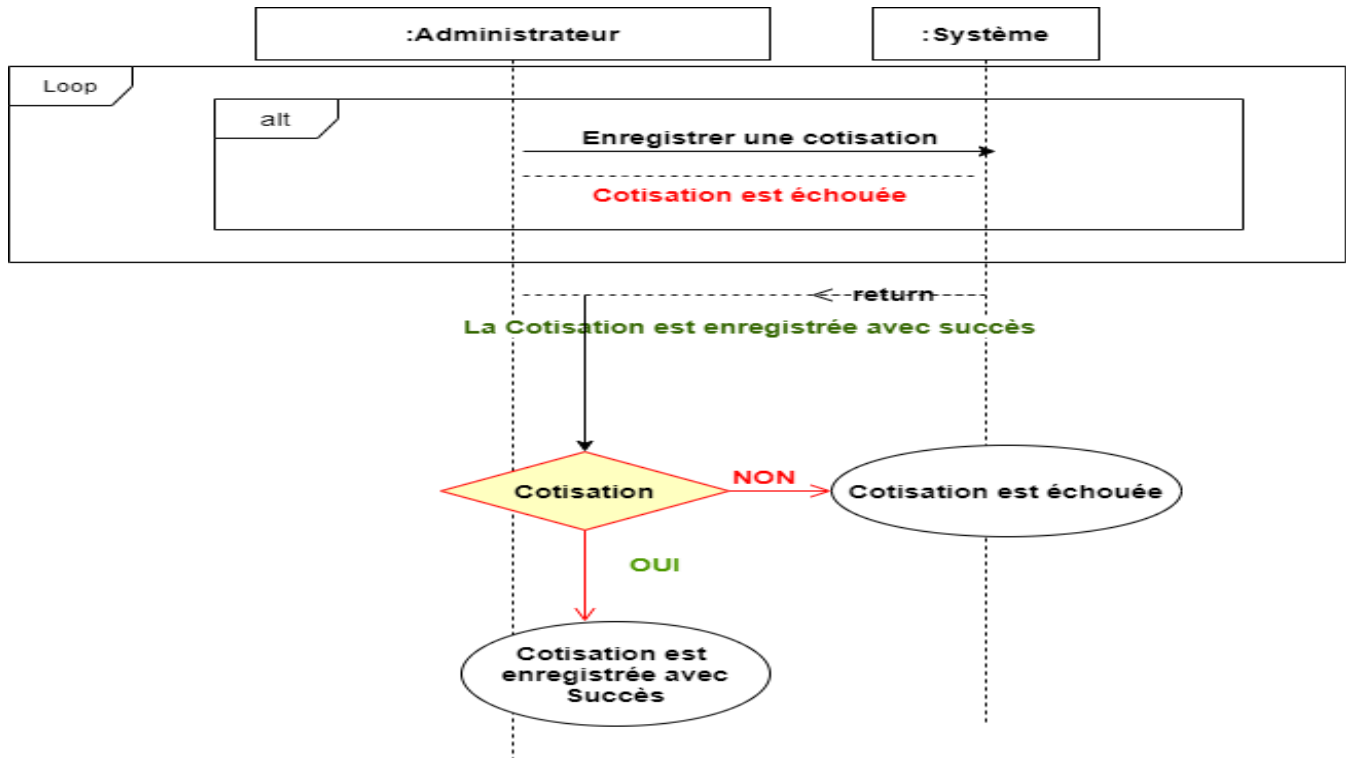 :Administrateur
:Système
Loop
alt
Enregistrer une cotisation
Cotisation est échouée
return
La Cotisation est enregistrée avec succès
Cotisation
NON
Cotisation est échouée
OUI
Cotisation est
enregistrée avec
Succès